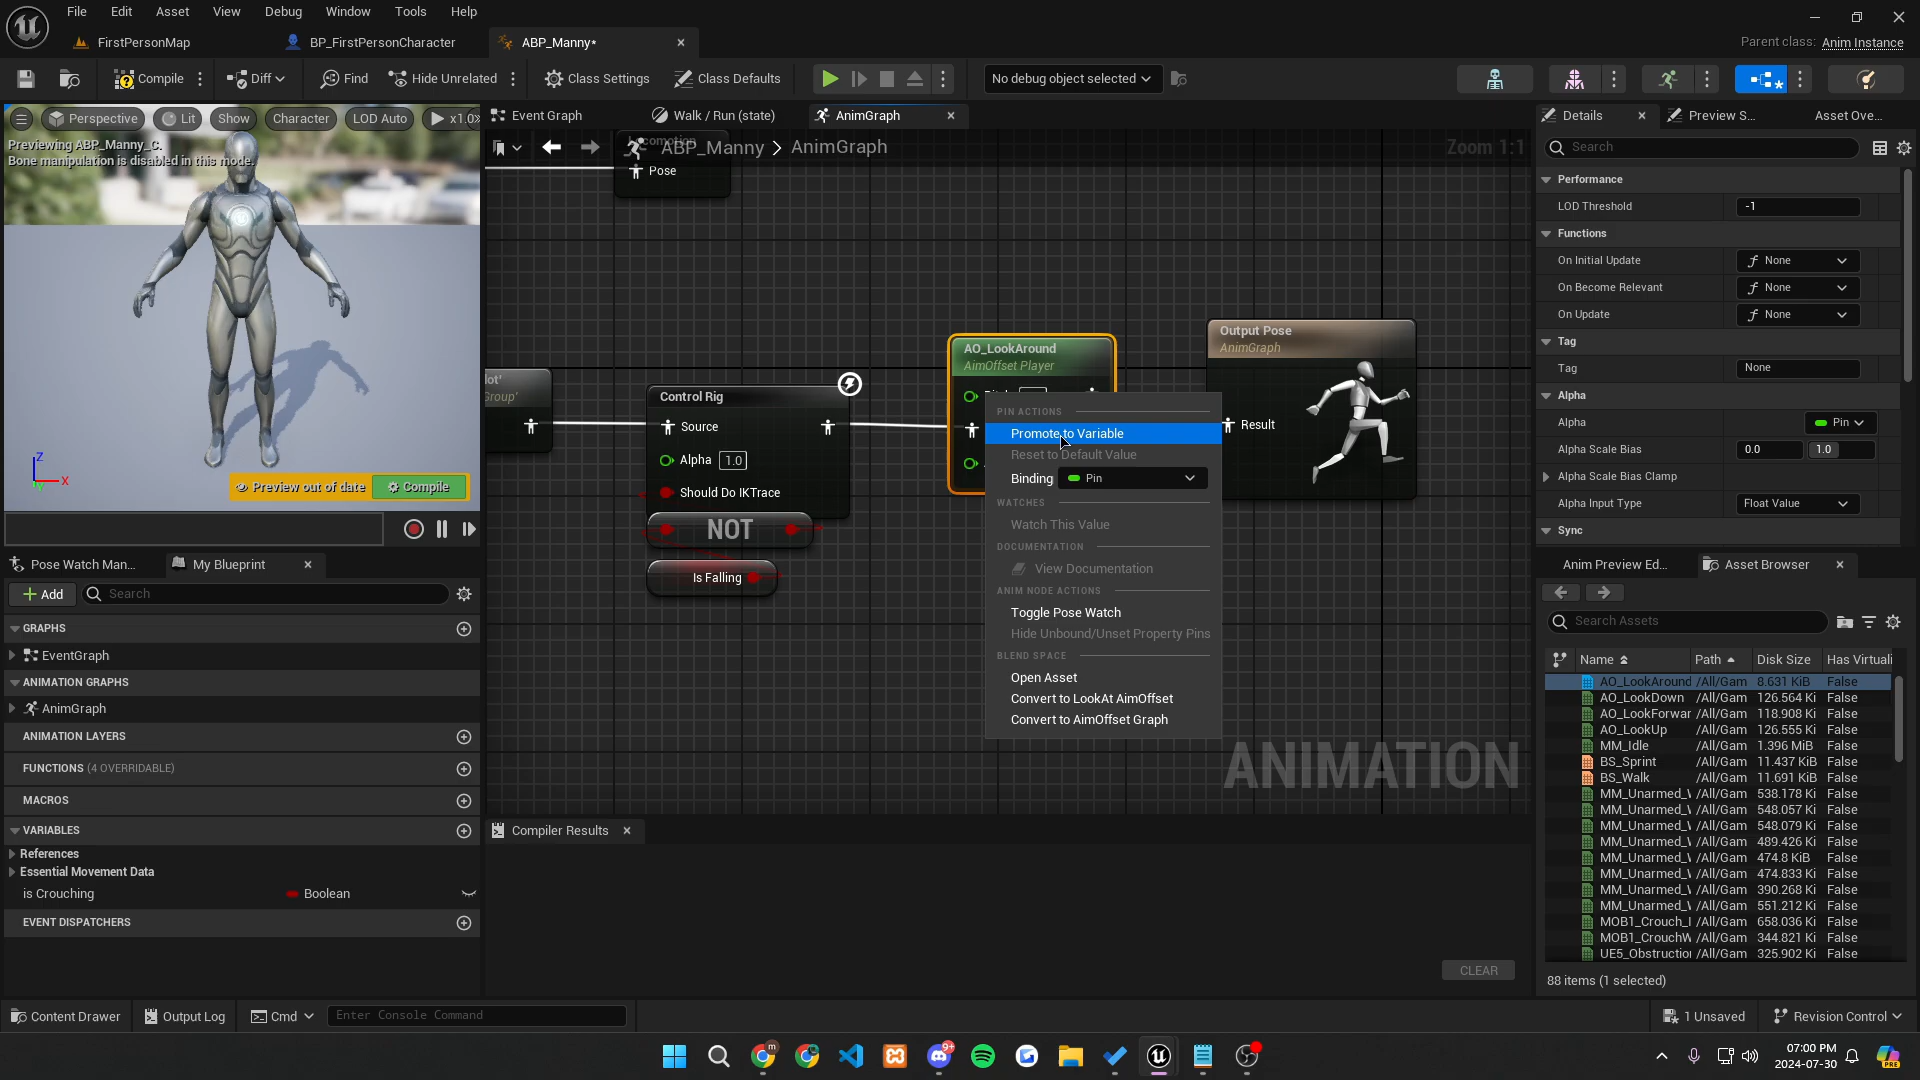 File Edit Asset View Debug Window Tools Help
FirstPersonMap
BP_FirstPersonCharacter
ABP_Manny*
Parent class: Anim Instance
Compile
Diff
Find
Hide Unrelated
Class Settings
Class Defaults
No debug object selected
Perspective
Lit
Show
Character
LOD Auto
x1.0
Previewing ABP_Manny_C.
Bone manipulation is disabled in this mode.
Z
X
Preview out of date
Compile
Event Graph
Walk / Run (state)
AnimGraph
ABP_Manny > AnimGraph
Zoom 1:1
Locomotion
Pose
lot'
Group'
Control Rig
Source
Alpha 1.0
Should Do IKTrace
NOT
Is Falling
AO_LookAround
AimOffset Player
Output Pose
AnimGraph
Result
PIN ACTIONS
Promote to Variable
Reset to Default Value
Binding Pin
WATCHES
Watch This Value
DOCUMENTATION
View Documentation
ANIM NODE ACTIONS
Toggle Pose Watch
Hide Unbound/Unset Property Pins
BLEND SPACE
Open Asset
Convert to LookAt AimOffset
Convert to AimOffset Graph
ANIMATION
Pose Watch Man...
My Blueprint
Add
Search
GRAPHS
EventGraph
ANIMATION GRAPHS
AnimGraph
ANIMATION LAYERS
FUNCTIONS (4 OVERRIDABLE)
MACROS
VARIABLES
References
Essential Movement Data
is Crouching Boolean
EVENT DISPATCHERS
Compiler Results
CLEAR
Details
Preview S...
Asset Ove...
Search
Performance
LOD Threshold -1
Functions
On Initial Update None
On Become Relevant None
On Update None
Tag
Tag None
Alpha
Alpha Pin
Alpha Scale Bias 0.0 1.0
Alpha Scale Bias Clamp
Alpha Input Type Float Value
Sync
Anim Preview Ed...
Asset Browser
Search Assets
Name Path Disk Size Has Virtuali
AO_LookAround /All/Gam 8.631 KiB False
AO_LookDown /All/Gam 126.564 Ki False
AO_LookForwar /All/Gam 118.908 Ki False
AO_LookUp /All/Gam 126.555 Ki False
MM_Idle /All/Gam 1.396 MiB False
BS_Sprint /All/Gam 11.437 KiB False
BS_Walk /All/Gam 11.691 KiB False
MM_Unarmed_ /All/Gam 538.178 Ki False
MM_Unarmed_ /All/Gam 548.057 Ki False
MM_Unarmed_ /All/Gam 548.079 Ki False
MM_Unarmed_ /All/Gam 489.426 Ki False
MM_Unarmed_ /All/Gam 474.8 KiB False
MM_Unarmed_ /All/Gam 474.833 Ki False
MM_Unarmed_ /All/Gam 390.268 Ki False
MM_Unarmed_ /All/Gam 551.212 Ki False
MOB1_Crouch_I /All/Gam 658.036 Ki False
MOB1_CrouchW /All/Gam 344.821 Ki False
UE5_Obstructio /All/Gam 325.902 Ki False
88 items (1 selected)
Content Drawer
Output Log
Cmd
Enter Console Command
1 Unsaved
Revision Control
9+
07:00 PM
2024-07-30
PRE